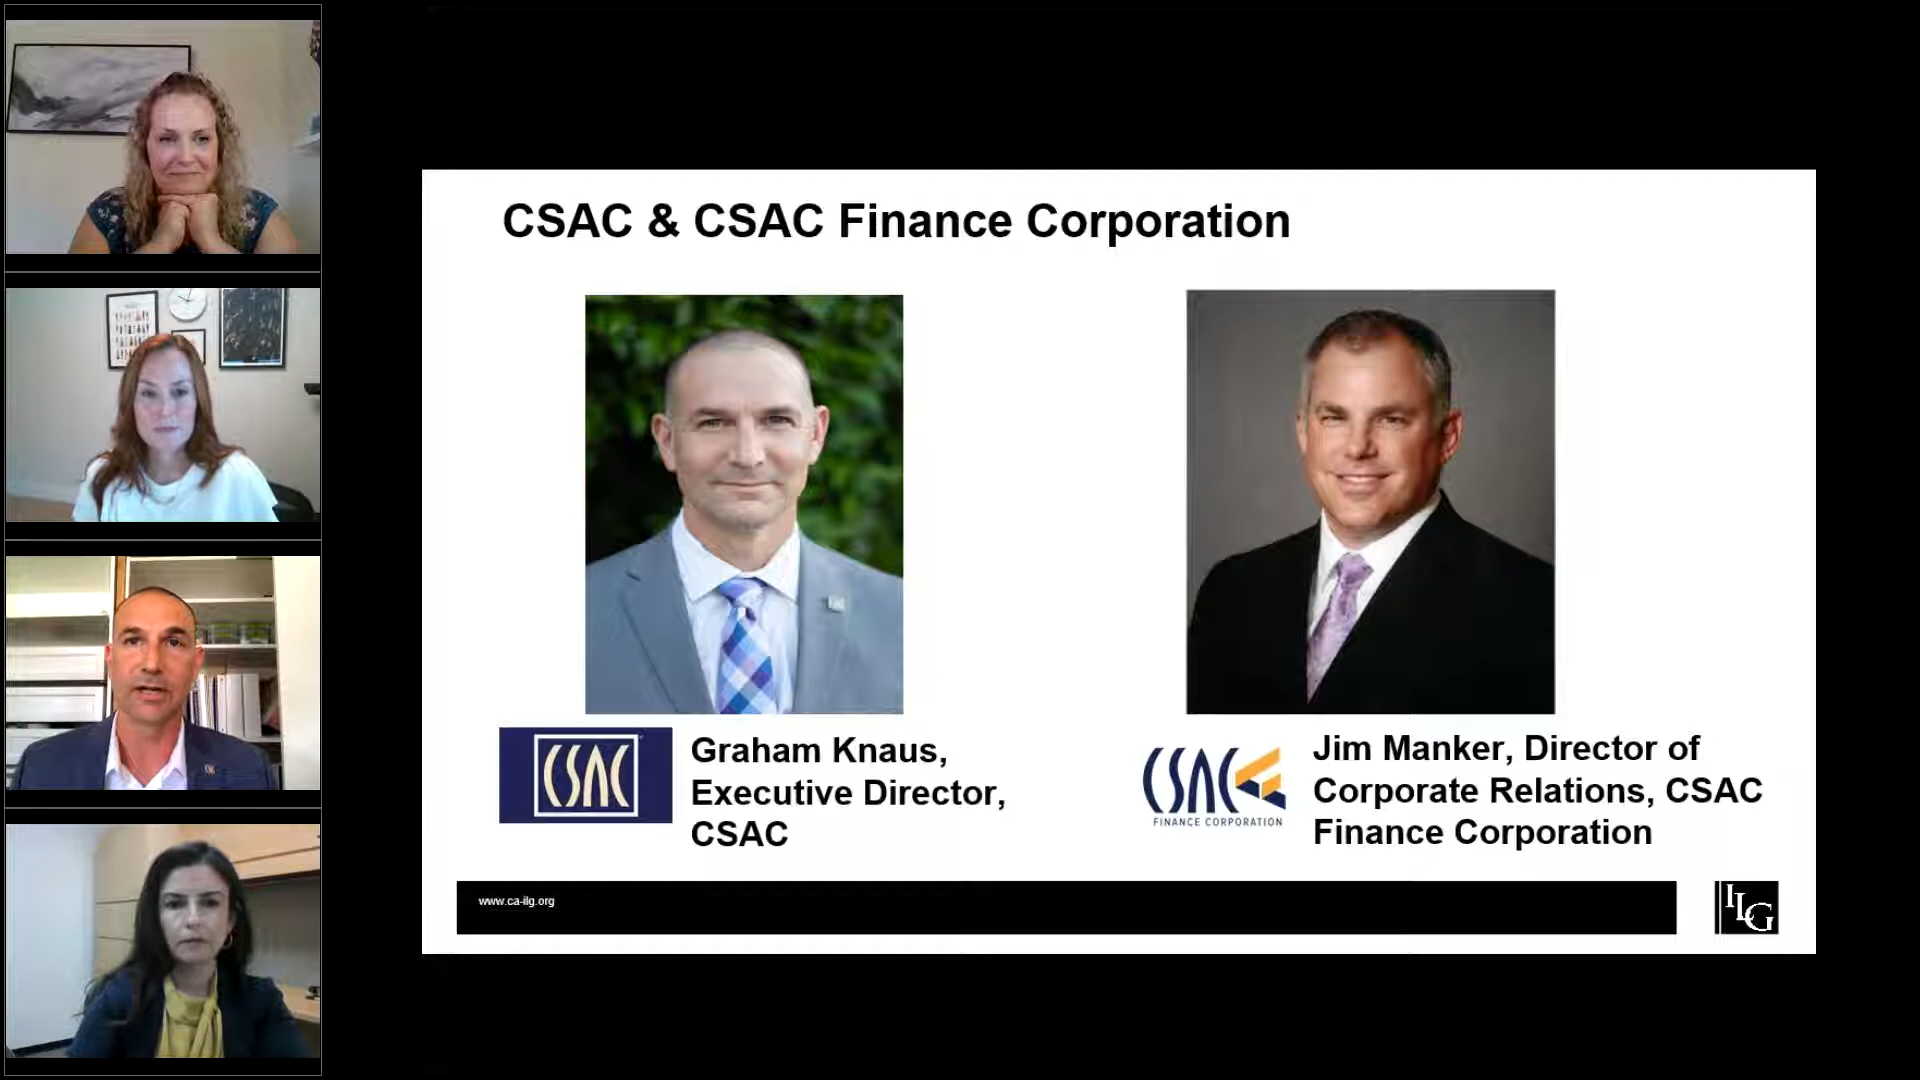 CSAC & CSAC Finance Corporation
CSAC
Graham Knaus,
Executive Director,
CSAC
CSAC
FINANCE CORPORATION
Jim Manker, Director of
Corporate Relations, CSAC
Finance Corporation
www.ca-ilg.org
ILG